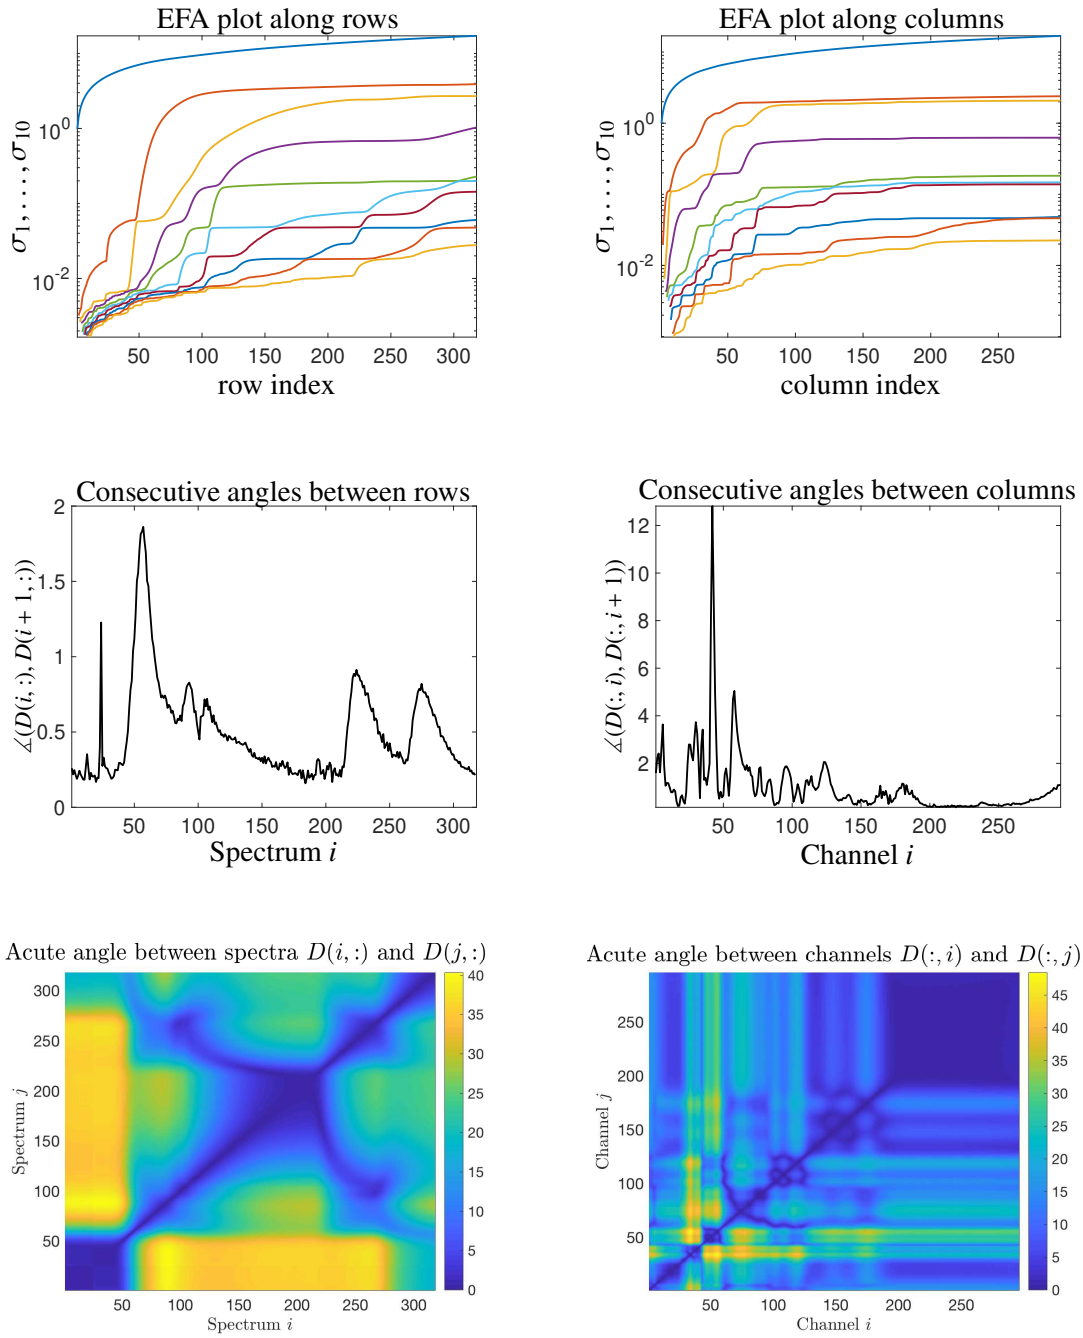 EFA plot along rows
EFA plot along columns
σ1, …, σ10
10^0
10^-2
50 100 150 200 250 300
row index
σ1, …, σ10
10^0
10^-2
50 100 150 200 250
column index
Consecutive angles between rows
Consecutive angles between columns
∡(D(i, :), D(i + 1, :))
2
1.5
1
0.5
0
50 100 150 200 250 300
Spectrum i
∡(D(:, i), D(:, i + 1))
12
10
8
6
4
2
50 100 150 200 250
Channel i
Acute angle between spectra D(i, :) and D(j, :)
Acute angle between channels D(:, i) and D(:, j)
Spectrum j
300
250
200
150
100
50
50 100 150 200 250 300
Spectrum i
40
35
30
25
20
15
10
5
0
Channel j
250
200
150
100
50
50 100 150 200 250
Channel i
45
40
35
30
25
20
15
10
5
0